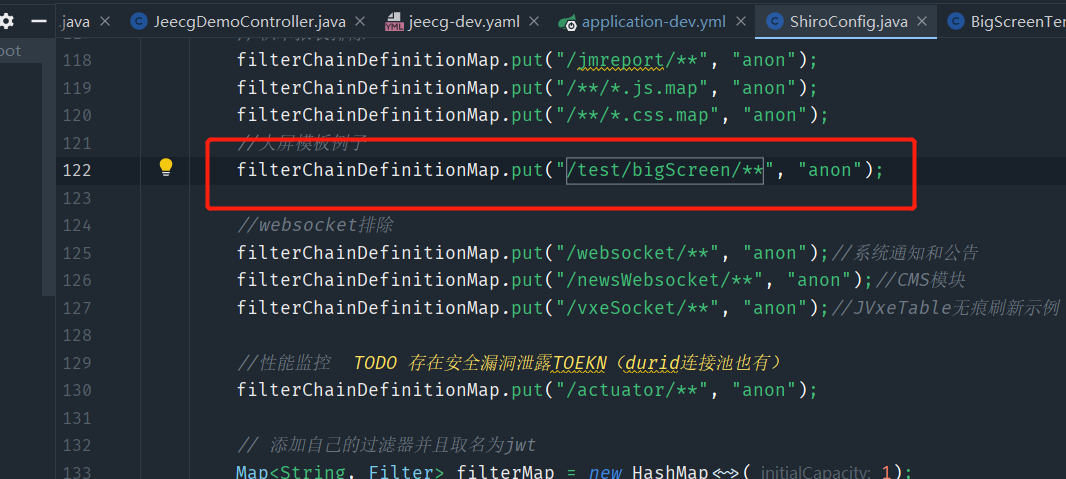 .java JeecgDemoController.java jeecg-dev.yaml application-dev.yml ShiroConfig.java BigScreenTem
oot
118 filterChainDefinitionMap.put("/jmreport/**", "anon");
119 filterChainDefinitionMap.put("/**/*.js.map", "anon");
120 filterChainDefinitionMap.put("/**/*.css.map", "anon");
121 //大屏模板例子
122 filterChainDefinitionMap.put("/test/bigScreen/**", "anon");
123
124 //websocket排除
125 filterChainDefinitionMap.put("/websocket/**", "anon");//系统通知和公告
126 filterChainDefinitionMap.put("/newsWebsocket/**", "anon");//CMS模块
127 filterChainDefinitionMap.put("/vxeSocket/**", "anon");//JVxeTable无痕刷新示例
128
129 //性能监控 TODO 存在安全漏洞泄露TOEKN（durid连接池也有）
130 filterChainDefinitionMap.put("/actuator/**", "anon");
131
132 // 添加自己的过滤器并且取名为jwt
133 Map<String, Filter> filterMap = new HashMap<~>( initialCapacity: 1);